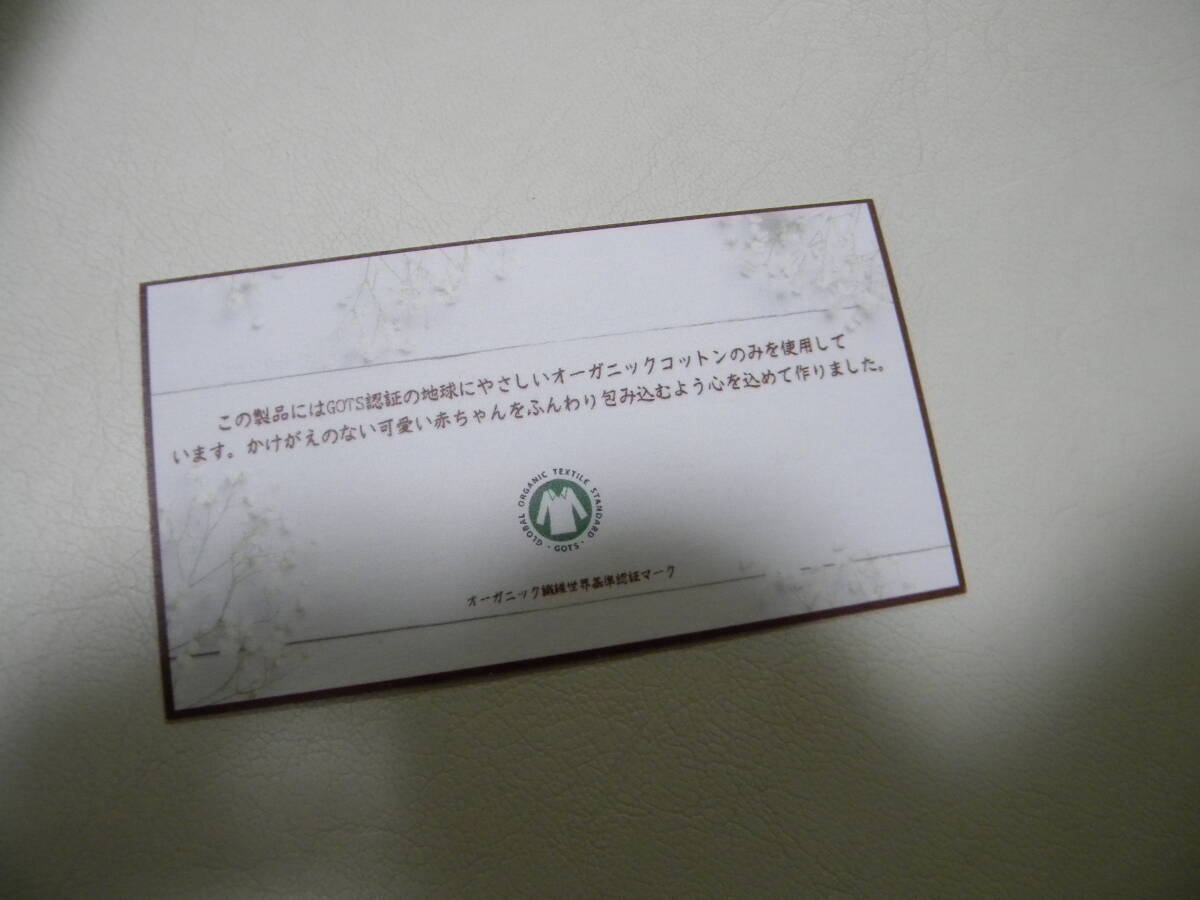 この製品にはGOTS認証の地球にやさしいオーガニックコットンのみを使用して
います。かけがえのない可愛い赤ちゃんをふんわり包み込むよう心を込めて作りました。
GLOBAL ORGANIC TEXTILE STANDARD · GOTS ·
オーガニック繊維世界基準認証マーク